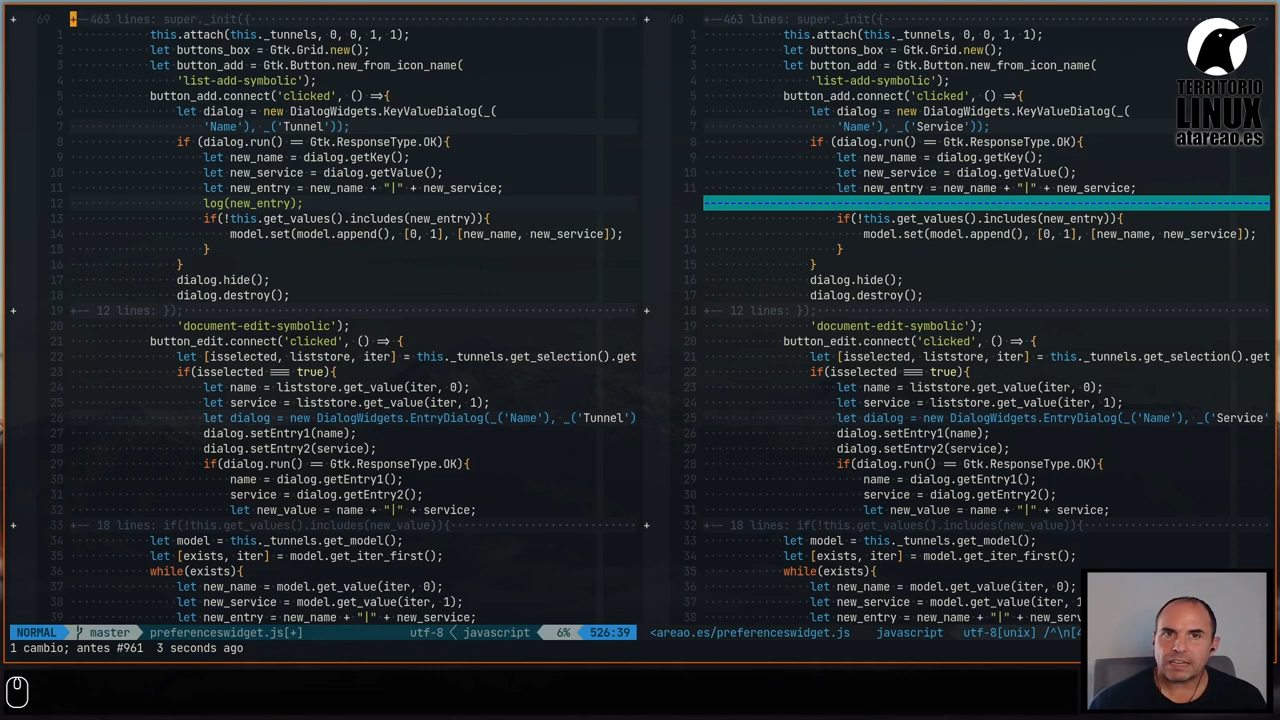 + 69 +--463 lines: super._init({
1 this.attach(this._tunnels, 0, 0, 1, 1);
2 let buttons_box = Gtk.Grid.new();
3 let button_add = Gtk.Button.new_from_icon_name(
4 'list-add-symbolic');
5 button_add.connect('clicked', () =>{
6 let dialog = new DialogWidgets.KeyValueDialog(_(
7 'Name'), _('Tunnel'));
8 if (dialog.run() == Gtk.ResponseType.OK){
9 let new_name = dialog.getKey();
10 let new_service = dialog.getValue();
11 let new_entry = new_name + "|" + new_service;
12 log(new_entry);
13 if(!this.get_values().includes(new_entry)){
14 model.set(model.append(), [0, 1], [new_name, new_service]);
15 }
16 }
17 dialog.hide();
18 dialog.destroy();
+ 19 +-- 12 lines: });
20 'document-edit-symbolic');
21 button_edit.connect('clicked', () => {
22 let [isselected, liststore, iter] = this._tunnels.get_selection().get
23 if(isselected === true){
24 let name = liststore.get_value(iter, 0);
25 let service = liststore.get_value(iter, 1);
26 let dialog = new DialogWidgets.EntryDialog(_('Name'), _('Tunnel')
27 dialog.setEntry1(name);
28 dialog.setEntry2(service);
29 if(dialog.run() == Gtk.ResponseType.OK){
30 name = dialog.getEntry1();
31 service = dialog.getEntry2();
32 let new_value = name + "|" + service;
+ 33 +-- 18 lines: if(!this.get_values().includes(new_value)){
34 let model = this._tunnels.get_model();
35 let [exists, iter] = model.get_iter_first();
36 while(exists){
37 let new_name = model.get_value(iter, 0);
38 let new_service = model.get_value(iter, 1);
39 let new_entry = new_name + "|" + new_service;
NORMAL master preferenceswidget.js[+] utf-8 javascript 6% 526:39
1 cambio; antes #961 3 seconds ago
+ 40 +--463 lines: super._init({
1 this.attach(this._tunnels, 0, 0, 1, 1);
2 let buttons_box = Gtk.Grid.new();
3 let button_add = Gtk.Button.new_from_icon_name(
4 'list-add-symbolic');
5 button_add.connect('clicked', () =>{
6 let dialog = new DialogWidgets.KeyValueDialog(_(
7 'Name'), _('Service'));
8 if (dialog.run() == Gtk.ResponseType.OK){
9 let new_name = dialog.getKey();
10 let new_service = dialog.getValue();
11 let new_entry = new_name + "|" + new_service;
12 if(!this.get_values().includes(new_entry)){
13 model.set(model.append(), [0, 1], [new_name, new_service]);
14 }
15 }
16 dialog.hide();
17 dialog.destroy();
+ 18 +-- 12 lines: });
19 'document-edit-symbolic');
20 button_edit.connect('clicked', () => {
21 let [isselected, liststore, iter] = this._tunnels.get_selection().get
22 if(isselected === true){
23 let name = liststore.get_value(iter, 0);
24 let service = liststore.get_value(iter, 1);
25 let dialog = new DialogWidgets.EntryDialog(_('Name'), _('Service'
26 dialog.setEntry1(name);
27 dialog.setEntry2(service);
28 if(dialog.run() == Gtk.ResponseType.OK){
29 name = dialog.getEntry1();
30 service = dialog.getEntry2();
31 let new_value = name + "|" + service;
+ 32 +-- 18 lines: if(!this.get_values().includes(new_value)){
33 let model = this._tunnels.get_model();
34 let [exists, iter] = model.get_iter_first();
35 while(exists){
36 let new_name = model.get_value(iter, 0);
37 let new_service = model.get_value(iter, 1
38 let new_entry = new_name + "|" + new_serv
<areao.es/preferenceswidget.js javascript utf-8[unix] /^\n[4
TERRITORIO
LINUX
atareao.es